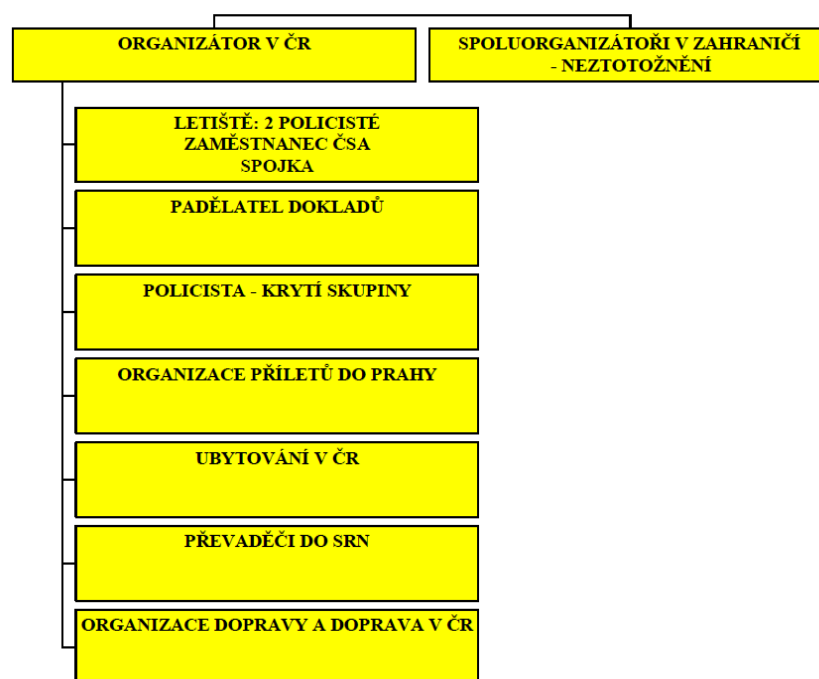 ORGANIZÁTOR V ČR
SPOLUORGANIZÁTOŘI V ZAHRANIČÍ
- NEZTOTOŽNĚNÍ
LETIŠTĚ: 2 POLICISTÉ
ZAMĚSTNANEC ČSA
SPOJKA
PADĚLATEL DOKLADŮ
POLICISTA - KRYTÍ SKUPINY
ORGANIZACE PŘÍLETŮ DO PRAHY
UBYTOVÁNÍ V ČR
PŘEVADĚČI DO SRN
ORGANIZACE DOPRAVY A DOPRAVA V ČR